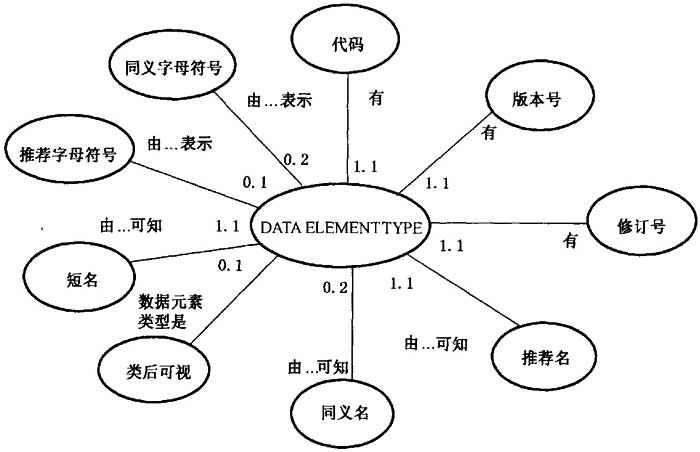 代码
同义字母符号
由…表示
有
版本号
推荐字母符号
由…表示
有
0.2
1.1
0.1
1.1
由…可知
1.1
DATA ELEMENTTYPE
修订号
1.1
有
短名
0.1
0.2
1.1
数据元素
类型是
由…可知
推荐名
类后可视
由…可知
同义名